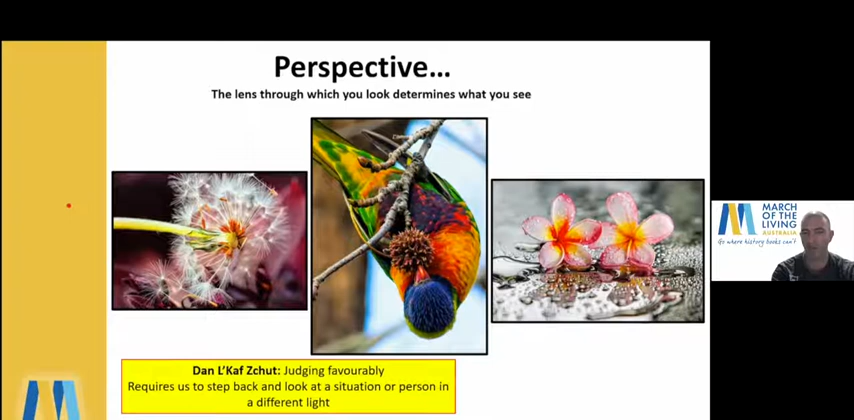 Perspective...
The lens through which you look determines what you see
Dan L'Kaf Zchut: Judging favourably
Requires us to step back and look at a situation or person in
a different light
MARCH
OF THE
LIVING
AUSTRALIA
Go where history books can't